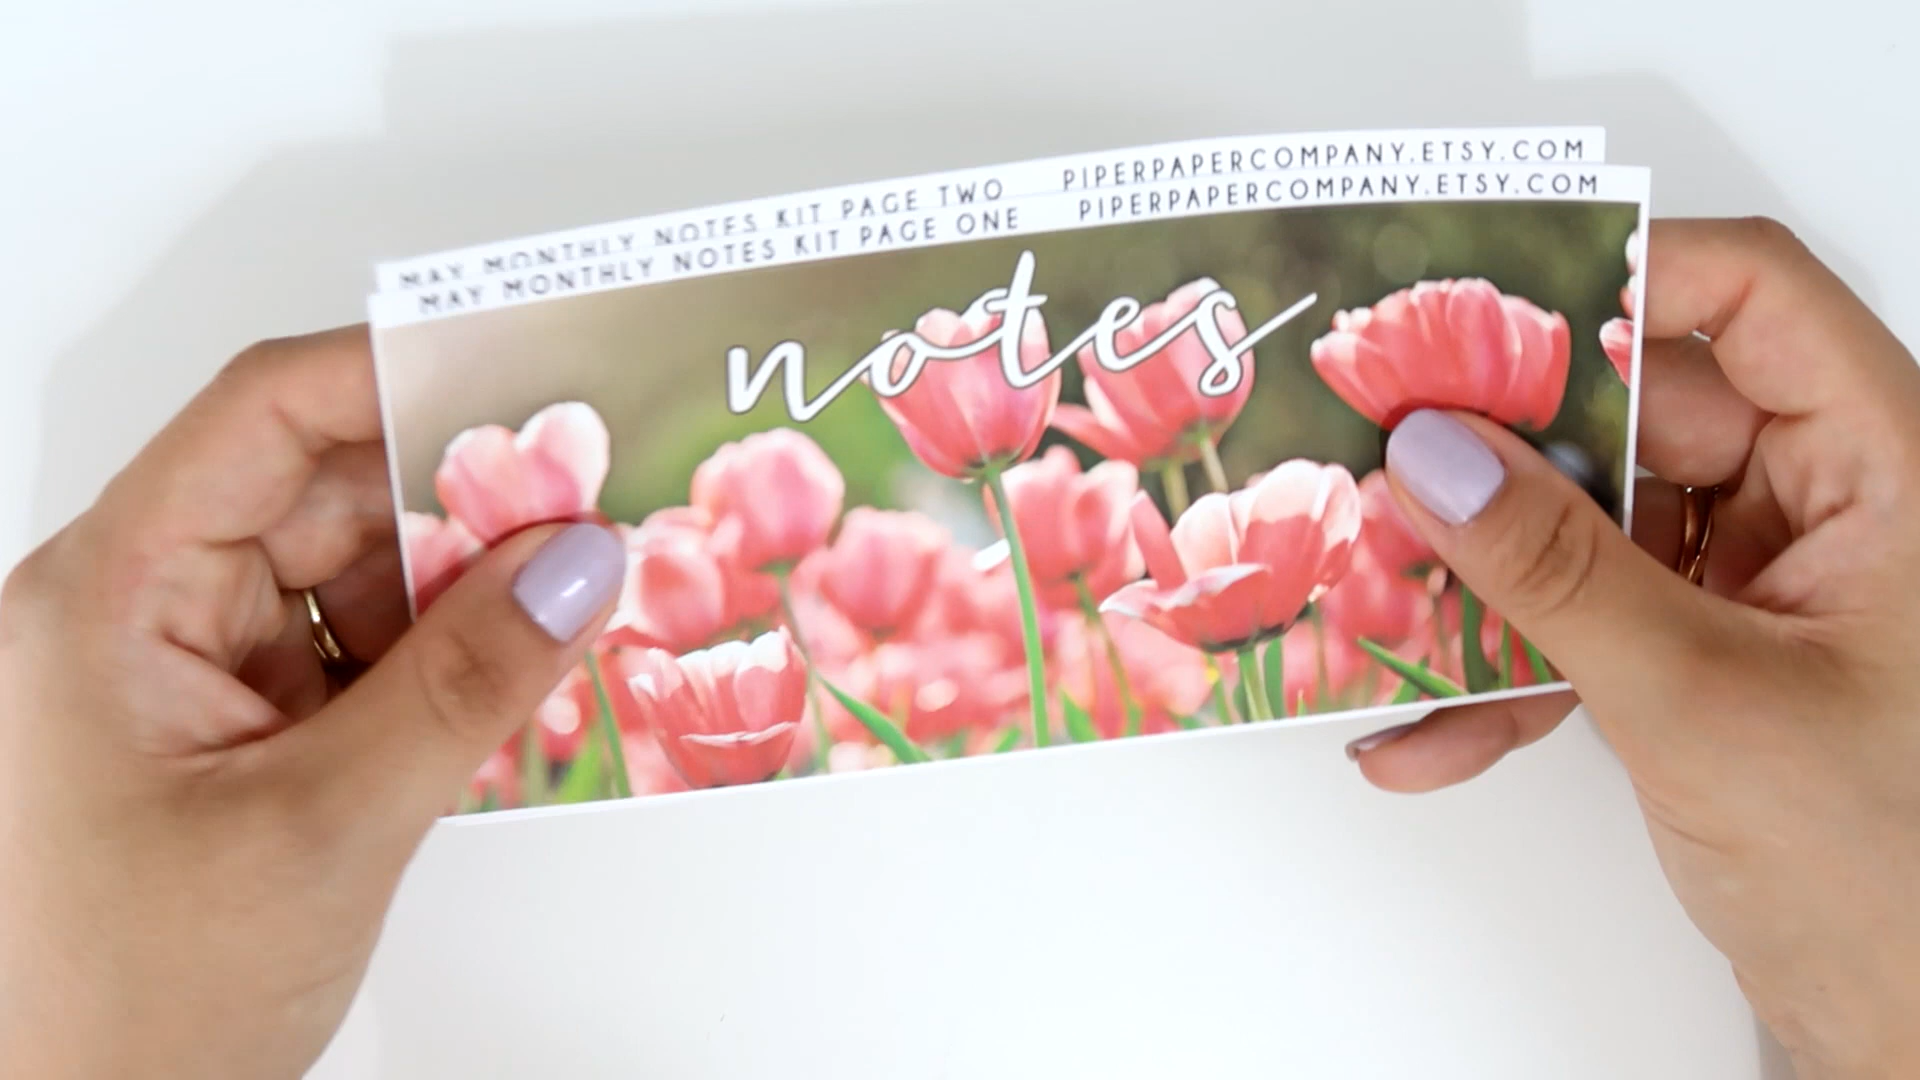 MAY MONTHLY NOTES KIT PAGE TWO PIPERPAPERCOMPANY.ETSY.COM
MAY MONTHLY NOTES KIT PAGE ONE PIPERPAPERCOMPANY.ETSY.COM
notes